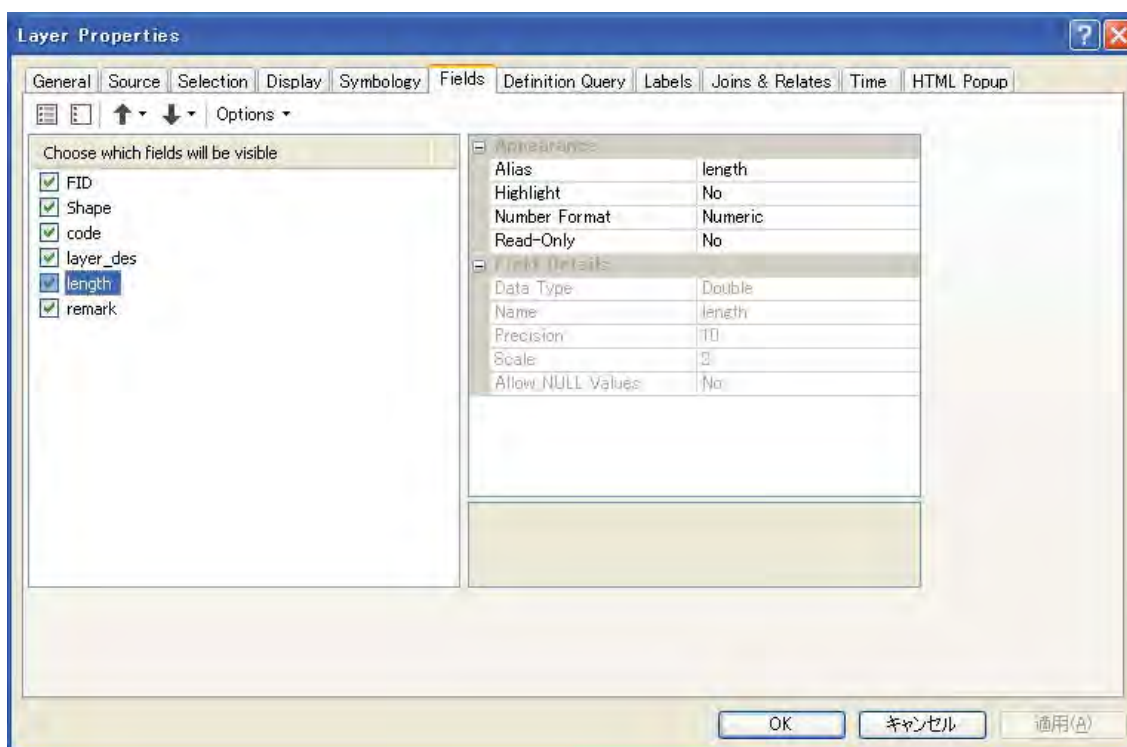 Layer Properties
General Source Selection Display Symbology Fields Definition Query Labels Joins & Relates Time HTML Popup
Options
Choose which fields will be visible
FID
Shape
code
layer_des
length
remark
Appearance
Alias length
Highlight No
Number Format Numeric
Read-Only No
Field Details
Data Type Double
Name length
Precision 10
Scale 2
Allow NULL Values No
OK キャンセル 適用(A)